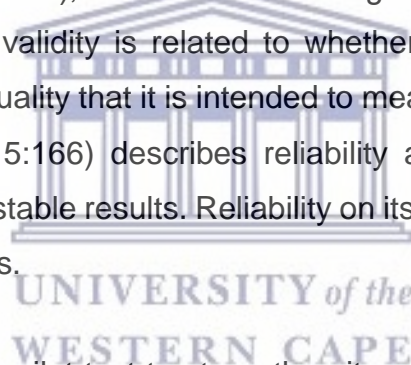 validity is related to whether
uality that it is intended to mea
5:166) describes reliability a
stable results. Reliability on its
s.
UNIVERSITY of the
WESTERN CAPE